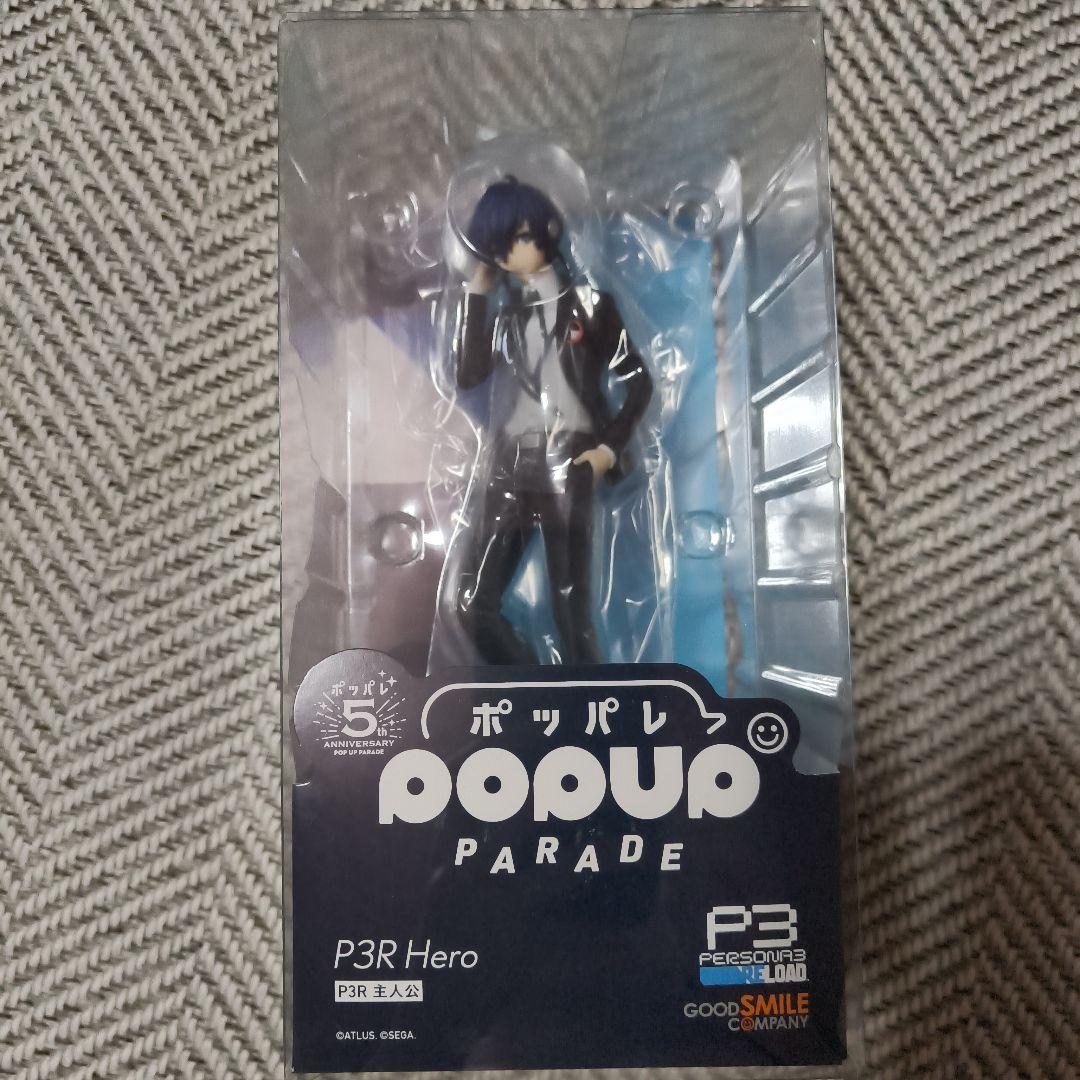 ポッパレ
5th
ANNIVERSARY
POP UP PARADE
ポッパレ
POPUP
PARADE
P3R Hero
P3R 主人公
©ATLUS. ©SEGA.
P3
PERSONA3
RELOAD
GOOD SMILE
COMPANY